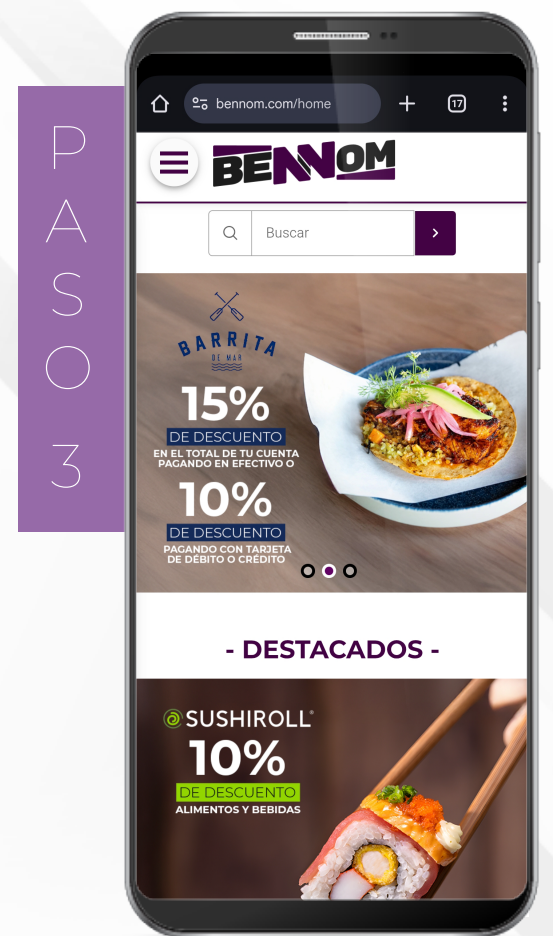 PASO 3
bennom.com/home
17
BENNOM
Buscar
BARRITA
DE MAR
15%
DE DESCUENTO
EN EL TOTAL DE TU CUENTA
PAGANDO EN EFECTIVO O
10%
DE DESCUENTO
PAGANDO CON TARJETA
DE DÉBITO O CRÉDITO
- DESTACADOS -
SUSHIROLL®
10%
DE DESCUENTO
ALIMENTOS Y BEBIDAS